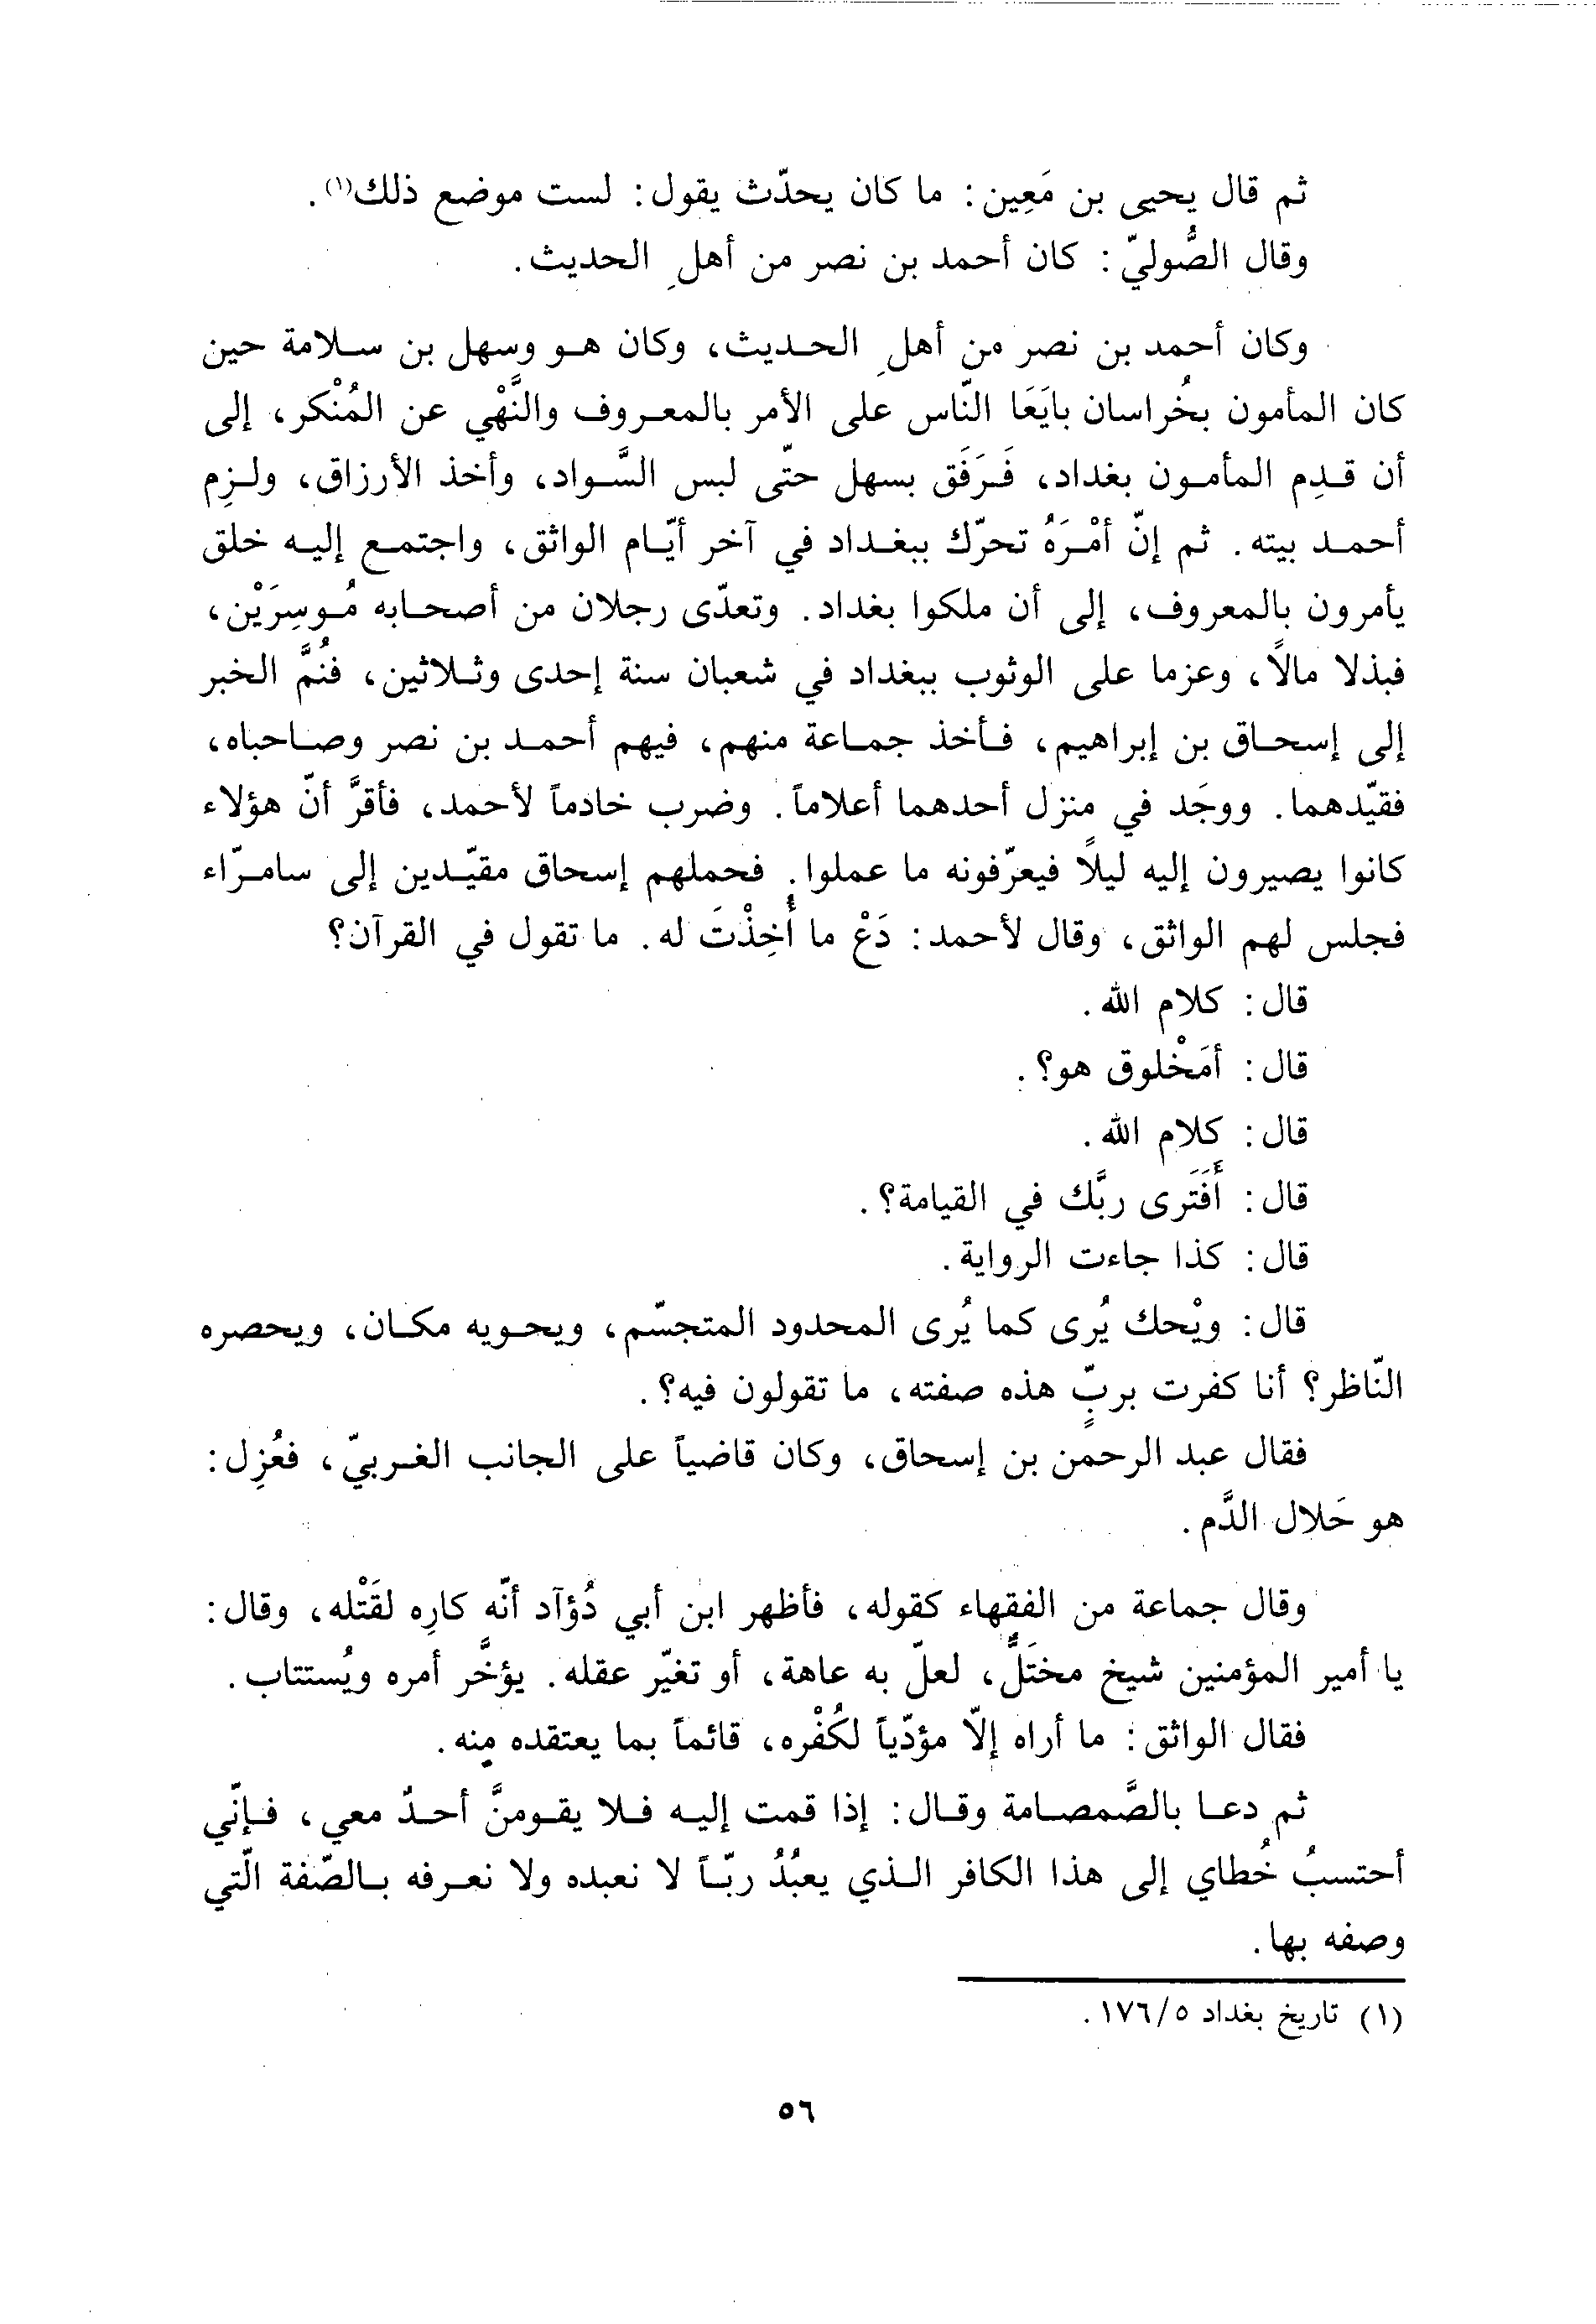 ثم قال يحيى بن مَعِين: ما كان يحدّث يقول: لست موضع ذلك(١).
وقال الصُّوليّ: كان أحمد بن نصر من أهلِ الحديث.
وكان أحمد بن نصر من أهلِ الحديث، وكان هو وسهل بن سلامة حين
كان المأمون بخُراسان بايَعَا النّاس على الأمر بالمعروف والنَّهْي عن المُنْكر، إلى
أن قدِم المأمون بغداد، فَرَفَق بسهل حتّى لبس السَّواد، وأخذ الأرزاق، ولزِم
أحمد بيته. ثم إنّ أمْرَهُ تحرّك ببغداد في آخر أيّام الواثق، واجتمع إليه خلق
يأمرون بالمعروف، إلى أن ملكوا بغداد. وتعدّى رجلان من أصحابه مُوسِرَيْن،
فبذلا مالًا، وعزما على الوثوب ببغداد في شعبان سنة إحدى وثلاثين، فنُمَّ الخبر
إلى إسحاق بن إبراهيم، فأخذ جماعة منهم، فيهم أحمد بن نصر وصاحباه،
فقيّدهما. ووجَد في منزل أحدهما أعلاماً. وضرب خادماً لأحمد، فأقرَّ أنّ هؤلاء
كانوا يصيرون إليه ليلًا فيعرّفونه ما عملوا. فحملهم إسحاق مقيّدين إلى سامرّاء
فجلس لهم الواثق، وقال لأحمد: دَعْ ما أُخِذْتَ له. ما تقول في القرآن؟
قال: كلام الله.
قال: أمَخْلوق هو؟.
قال: كلام الله.
قال: أَفَتَرى ربَّك في القيامة؟.
قال: كذا جاءت الرواية.
قال: ويْحك يُرى كما يُرى المحدود المتجسّم، ويحويه مكان، ويحصره
النّاظر؟ أنا كفرت بربٍّ هذه صفته، ما تقولون فيه؟.
فقال عبد الرحمن بن إسحاق، وكان قاضياً على الجانب الغربيّ، فعُزِل:
هو حَلال الدَّم.
وقال جماعة من الفقهاء كقوله، فأظهر ابن أبي دُؤآد أنّه كارِه لقَتْله، وقال:
يا أمير المؤمنين شيخ مختَلٌّ، لعلّ به عاهة، أو تغيّر عقله. يؤخَّر أمره ويُستتاب.
فقال الواثق: ما أراه إلّا مؤدّياً لكُفْره، قائماً بما يعتقده منه.
ثم دعا بالصَّمصامة وقال: إذا قمت إليه فلا يقومنَّ أحدٌ معي، فإنّي
أحتسبُ خُطاي إلى هذا الكافر الذي يعبُدُ ربّاً لا نعبده ولا نعرفه بالصّفة الّتي
وصفه بها.
(١) تاريخ بغداد ٥/١٧٦.
٥٦